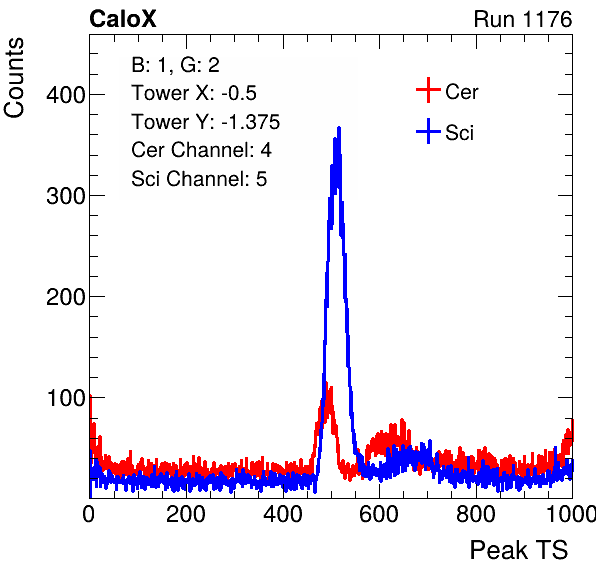 CaloX Run 1176
Counts
B: 1, G: 2
Tower X: -0.5
Tower Y: -1.375
Cer Channel: 4
Sci Channel: 5
Cer
Sci
400
300
200
100
0 200 400 600 800 1000
Peak TS